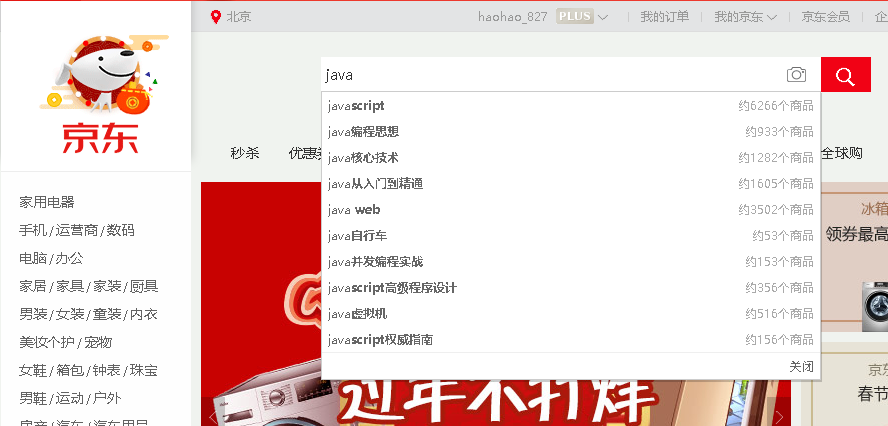 北京
haohao_827 PLUS 我的订单 我的京东 京东会员
京东
java
javascript 约6266个商品
java编程思想 约933个商品
java核心技术 约1282个商品
java从入门到精通 约1605个商品
java web 约3502个商品
java自行车 约53个商品
java并发编程实战 约153个商品
javascript高级程序设计 约356个商品
java虚拟机 约516个商品
javascript权威指南 约156个商品
关闭
秒杀 优惠 全球购
家用电器
手机/运营商/数码
电脑/办公
家居/家具/家装/厨具
男装/女装/童装/内衣
美妆个护/宠物
女鞋/箱包/钟表/珠宝
男鞋/运动/户外
房产/汽车/汽车用品
过年不打烊
冰箱
领券最高
京东
春节